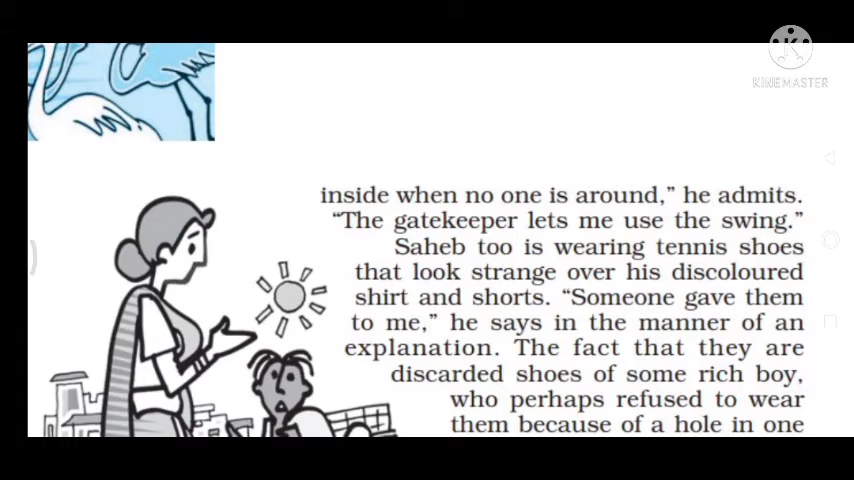 KINEMASTER
inside when no one is around,” he admits.
“The gatekeeper lets me use the swing.”
Saheb too is wearing tennis shoes
that look strange over his discoloured
shirt and shorts. “Someone gave them
to me,” he says in the manner of an
explanation. The fact that they are
discarded shoes of some rich boy,
who perhaps refused to wear
them because of a hole in one